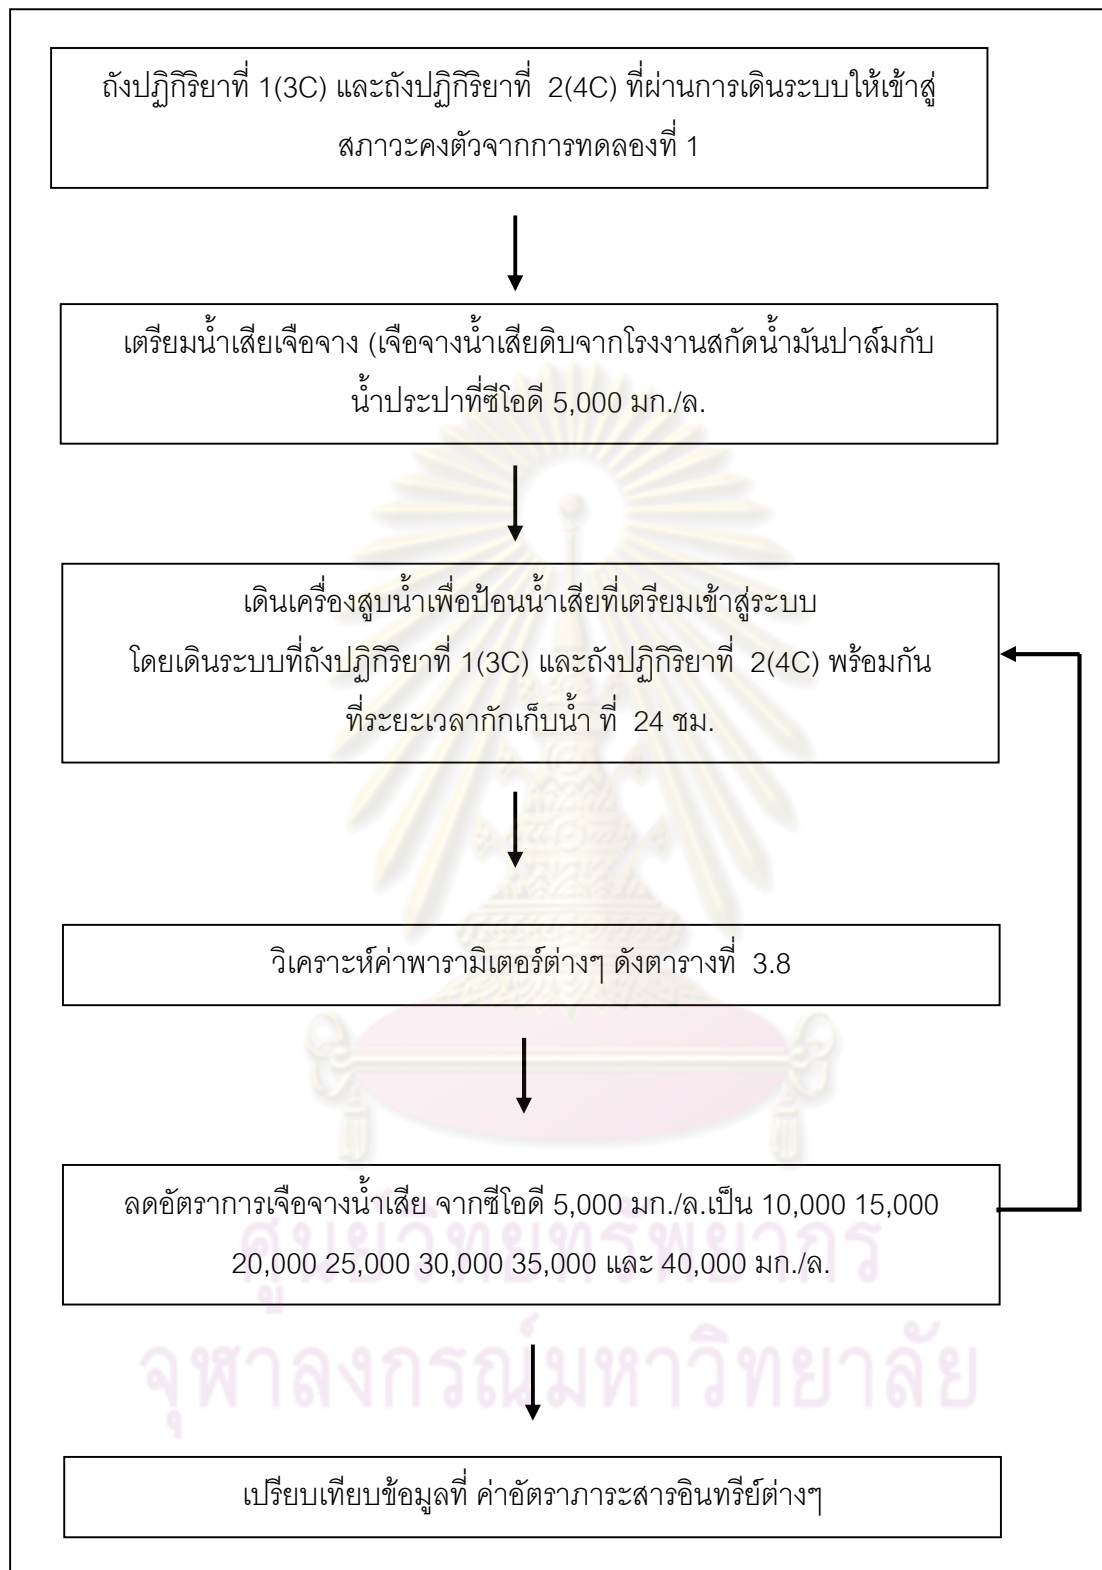 ถังปฏิกิริยาที่ 1(3C) และถังปฏิกิริยาที่ 2(4C) ที่ผ่านการเดินระบบให้เข้าสู่
สภาวะคงตัวจากการทดลองที่ 1
เตรียมน้ำเสียเจือจาง (เจือจางน้ำเสียดิบจากโรงงานสกัดน้ำมันปาล์มกับ
น้ำประปาที่ซีโอดี 5,000 มก./ล.
เดินเครื่องสูบน้ำเพื่อป้อนน้ำเสียที่เตรียมเข้าสู่ระบบ
โดยเดินระบบที่ถังปฏิกิริยาที่ 1(3C) และถังปฏิกิริยาที่ 2(4C) พร้อมกัน
ที่ระยะเวลากักเก็บน้ำ ที่ 24 ชม.
วิเคราะห์ค่าพารามิเตอร์ต่างๆ ดังตารางที่ 3.8
ลดอัตราการเจือจางน้ำเสีย จากซีโอดี 5,000 มก./ล.เป็น 10,000 15,000
20,000 25,000 30,000 35,000 และ 40,000 มก./ล.
ศูนย์วิทยทรัพยากร
จุฬาลงกรณ์มหาวิทยาลัย
เปรียบเทียบข้อมูลที่ ค่าอัตราภาระสารอินทรีย์ต่างๆ